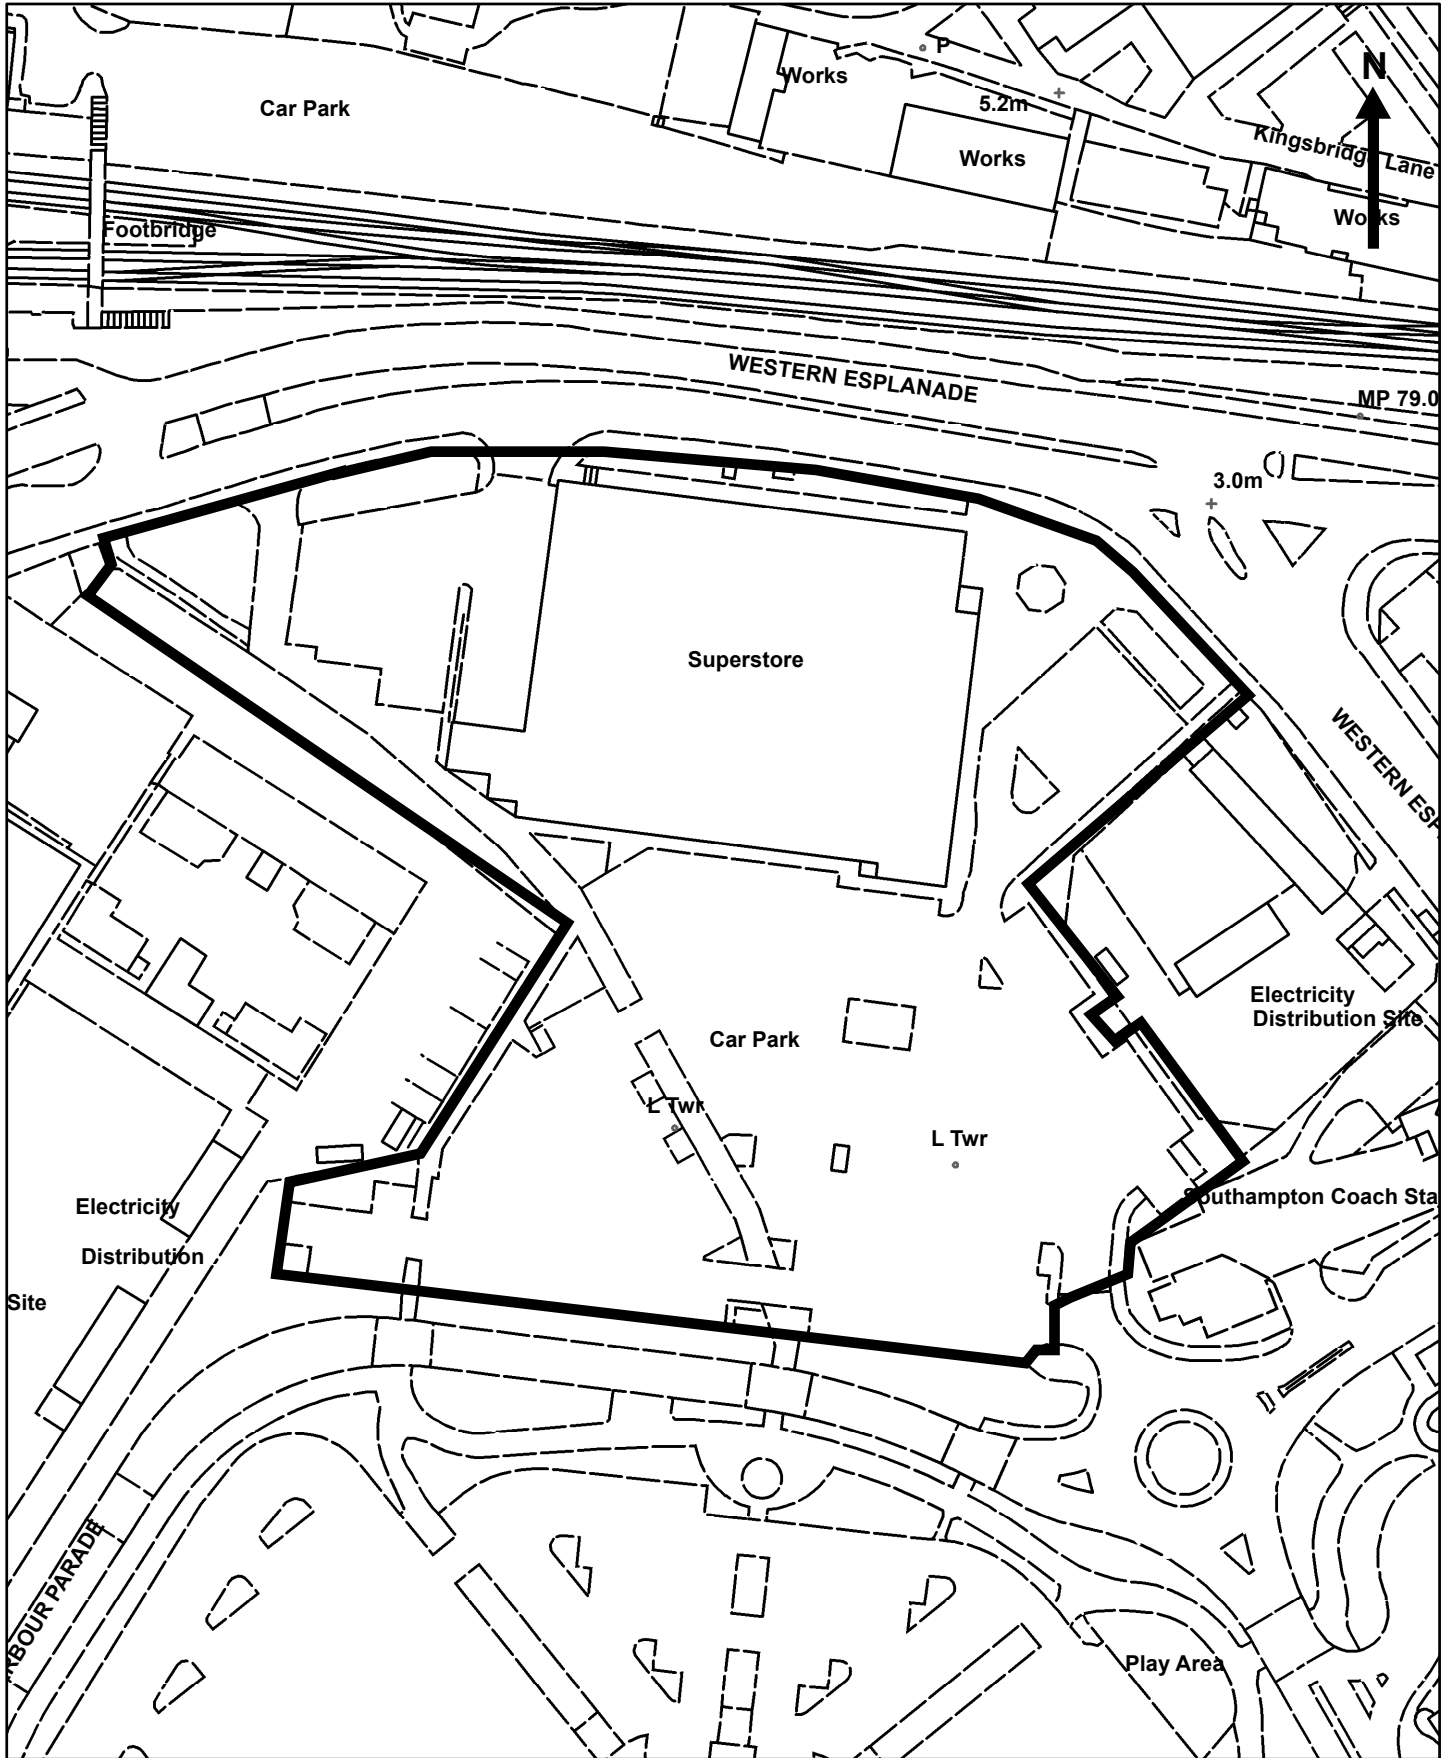 P
Works
N
5.2m
Car Park
Kingsbridge Lane
Works
Works
Footbridge
WESTERN ESPLANADE
MP 79.0
3.0m
Superstore
WESTERN ESP
Electricity
Distribution Site
Car Park
L Twr
L Twr
Southampton Coach Sta
Electricity
Distribution
Site
RBOUR PARADE
Play Area